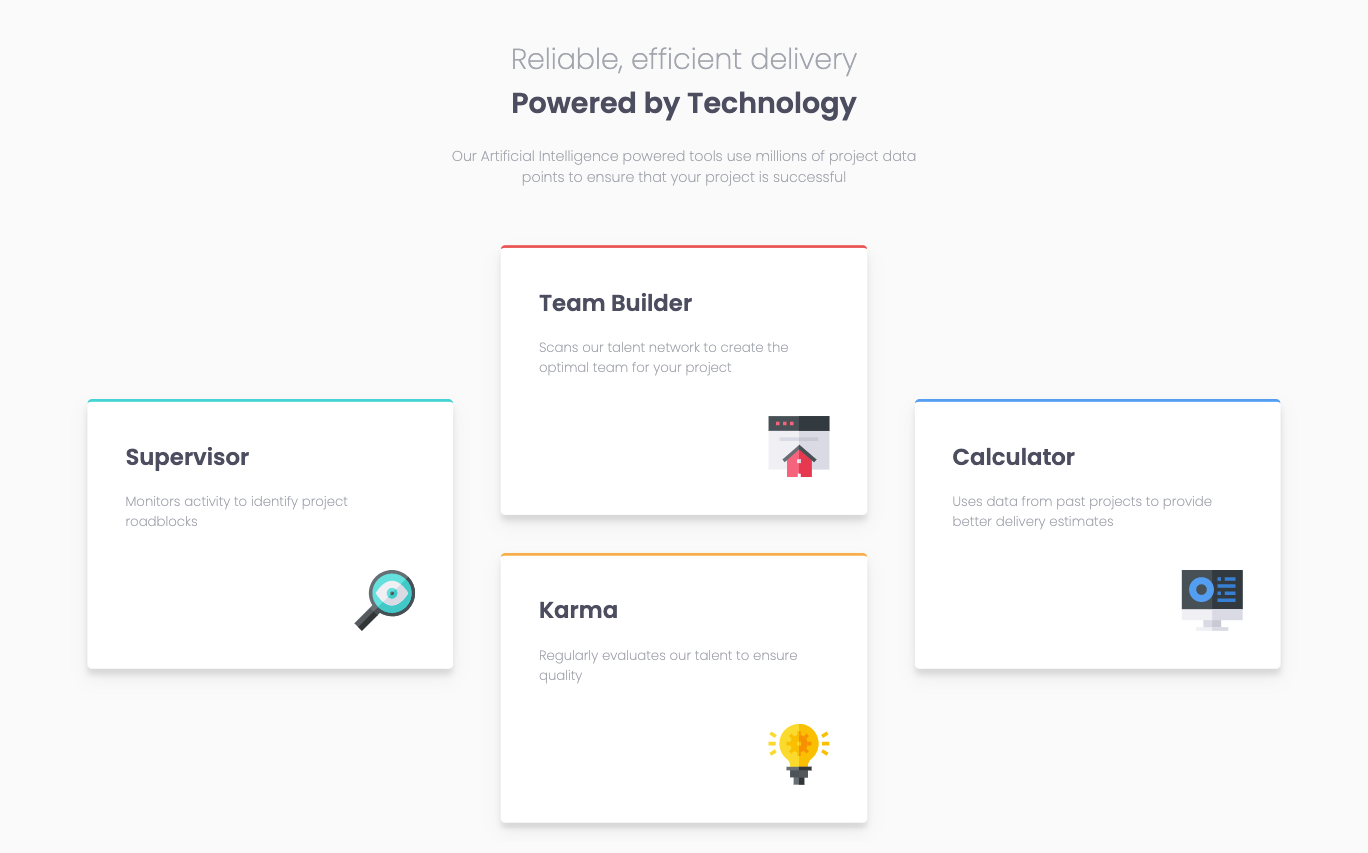 Reliable, efficient delivery
Powered by Technology
Our Artificial Intelligence powered tools use millions of project data
points to ensure that your project is successful
Supervisor
Monitors activity to identify project
roadblocks
Team Builder
Scans our talent network to create the
optimal team for your project
Karma
Regularly evaluates our talent to ensure
quality
Calculator
Uses data from past projects to provide
better delivery estimates